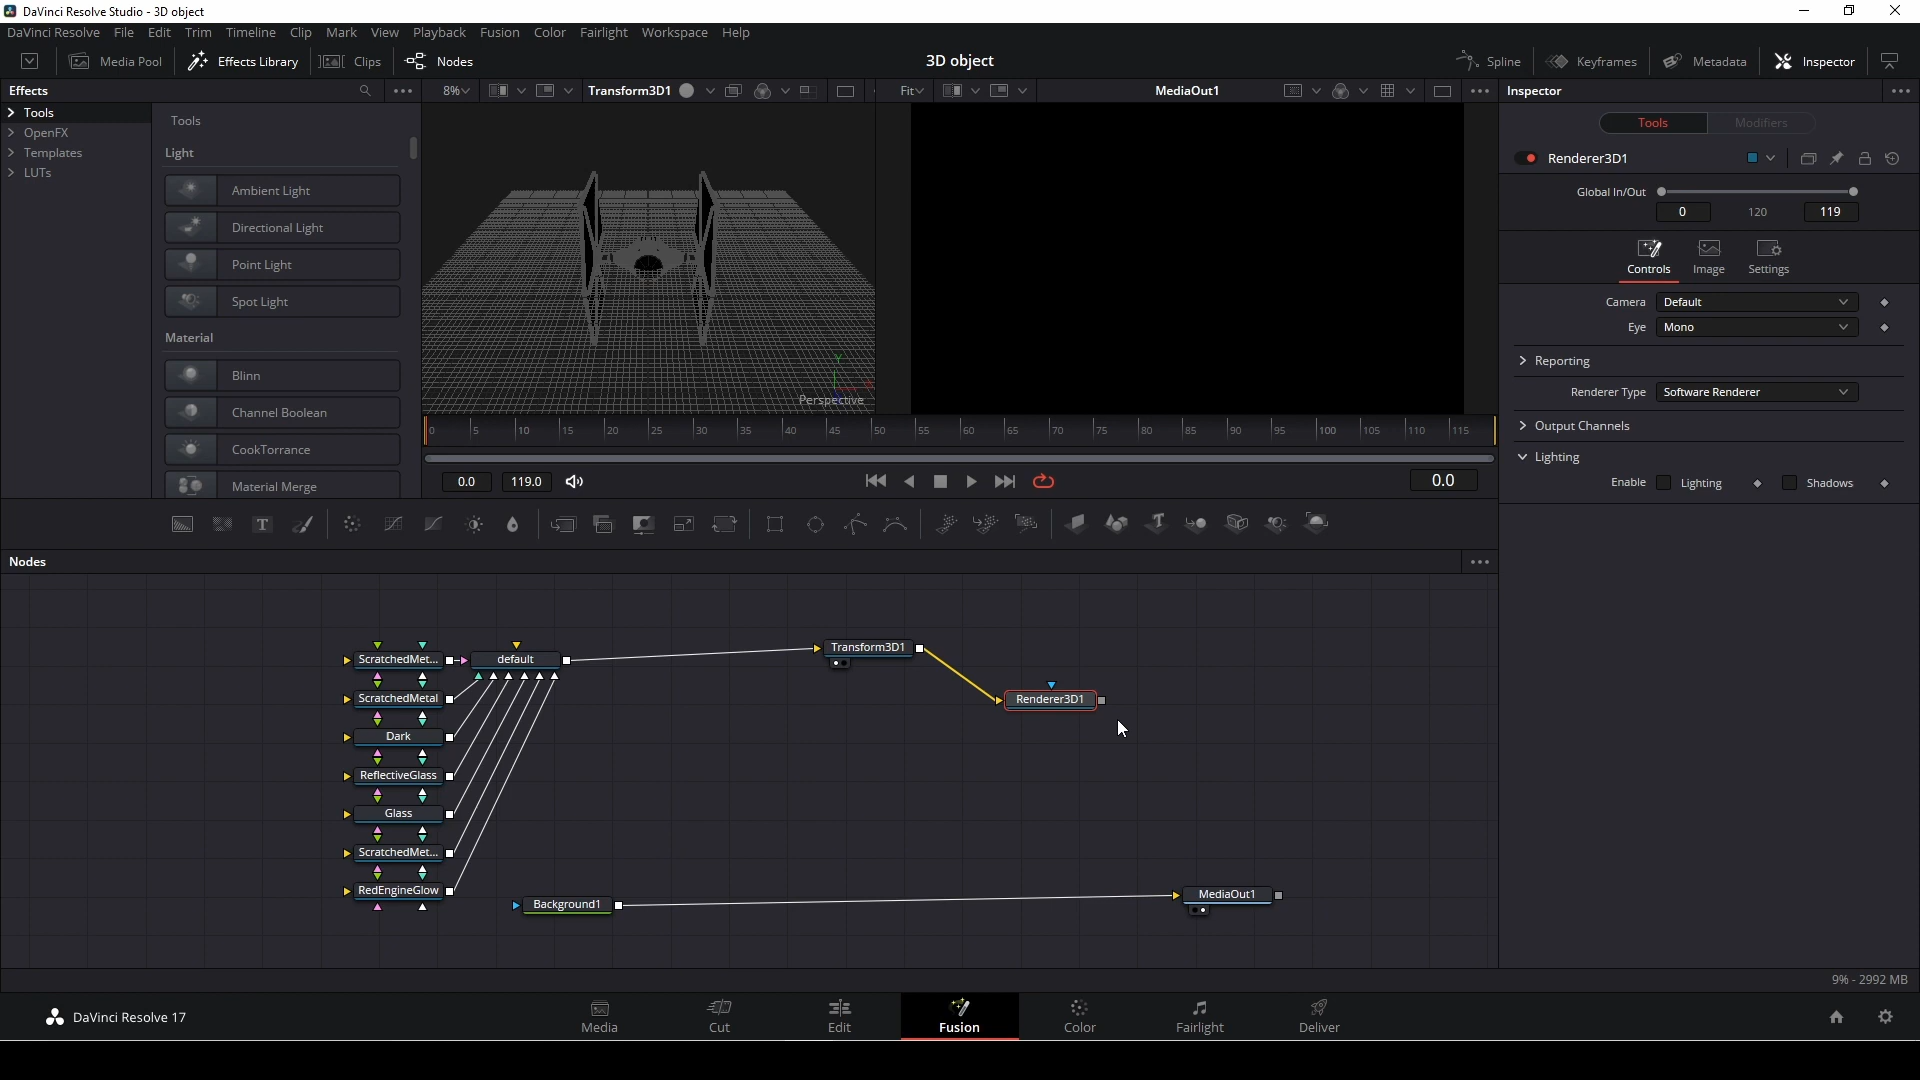 DaVinci Resolve Studio - 3D object
DaVinci Resolve File Edit Trim Timeline Clip Mark View Playback Fusion Color Fairlight Workspace Help
Media Pool Effects Library Clips Nodes 3D object Spline Keyframes Metadata Inspector
Effects 8% Transform3D1 Fit MediaOut1 Inspector
Tools
OpenFX
Templates
LUTs
Tools
Light
Ambient Light
Directional Light
Point Light
Spot Light
Material
Blinn
Channel Boolean
CookTorrance
Material Merge
Y
Perspective
0 5 10 15 20 25 30 35 40 45 50 55 60 65 70 75 80 85 90 95 100 105 110 115
0.0 119.0 0.0
Tools Modifiers
Renderer3D1
Global In/Out
0 120 119
Controls Image Settings
Camera Default
Eye Mono
Reporting
Renderer Type Software Renderer
Output Channels
Lighting
Enable Lighting Shadows
T T
Nodes
ScratchedMet... default Transform3D1
ScratchedMetal Renderer3D1
Dark
ReflectiveGlass
Glass
ScratchedMet...
RedEngineGlow Background1 MediaOut1
9% - 2992 MB
DaVinci Resolve 17 Media Cut Edit Fusion Color Fairlight Deliver